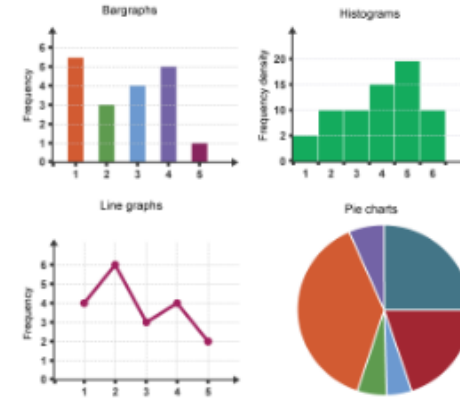 Bargraphs
Frequency
6
5
4
3
2
1
0
1 2 3 4 5
Histograms
Frequency density
20
15
10
2
0
1 2 3 4 5 6
Line graphs
Frequency
6
5
4
3
2
1
0
1 2 3 4 5
Pie charts